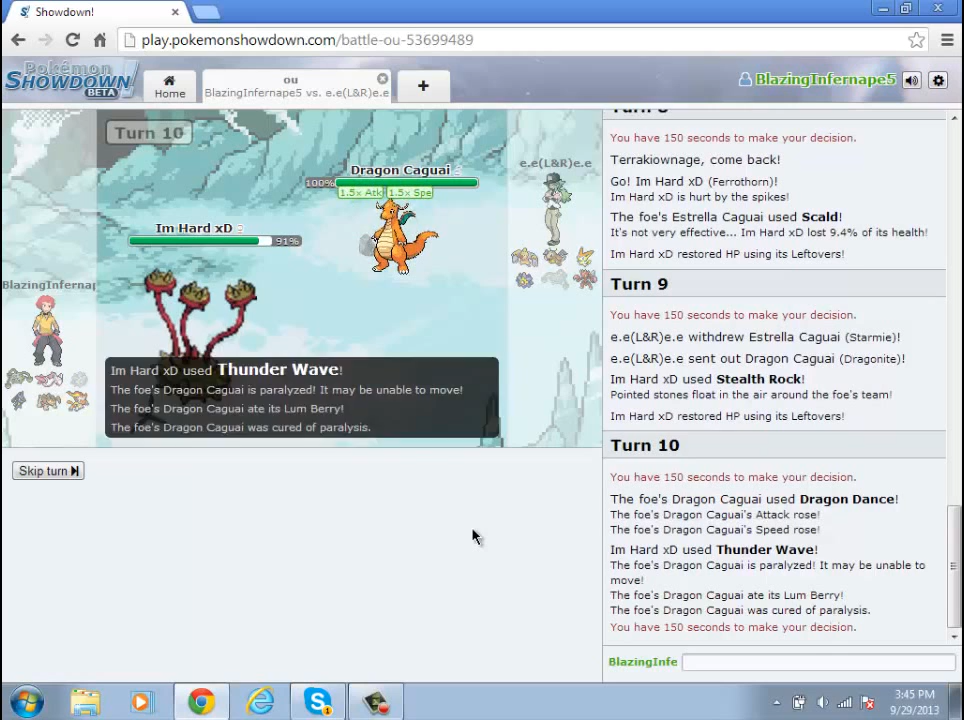 Showdown!
play.pokemonshowdown.com/battle-ou-53699489
Pokémon
SHOWDOWN
BETA
Home
ou
BlazingInfernape5 vs. e.e(L&R)e.e
BlazingInfernape5
Turn 10
Dragon Caguai
100%
1.5x Atk 1.5x Spe
e.e(L&R)e.e
Im Hard xD
91%
BlazingInfernap
Im Hard xD used Thunder Wave!
The foe's Dragon Caguai is paralyzed! It may be unable to move!
The foe's Dragon Caguai ate its Lum Berry!
The foe's Dragon Caguai was cured of paralysis.
Skip turn
You have 150 seconds to make your decision.
Terrakiownage, come back!
Go! Im Hard xD (Ferrothorn)!
Im Hard xD is hurt by the spikes!
The foe's Estrella Caguai used Scald!
It's not very effective... Im Hard xD lost 9.4% of its health!
Im Hard xD restored HP using its Leftovers!
Turn 9
You have 150 seconds to make your decision.
e.e(L&R)e.e withdrew Estrella Caguai (Starmie)!
e.e(L&R)e.e sent out Dragon Caguai (Dragonite)!
Im Hard xD used Stealth Rock!
Pointed stones float in the air around the foe's team!
Im Hard xD restored HP using its Leftovers!
Turn 10
You have 150 seconds to make your decision.
The foe's Dragon Caguai used Dragon Dance!
The foe's Dragon Caguai's Attack rose!
The foe's Dragon Caguai's Speed rose!
Im Hard xD used Thunder Wave!
The foe's Dragon Caguai is paralyzed! It may be unable to
move!
The foe's Dragon Caguai ate its Lum Berry!
The foe's Dragon Caguai was cured of paralysis.
You have 150 seconds to make your decision.
BlazingInfe
3:45 PM
9/29/2013